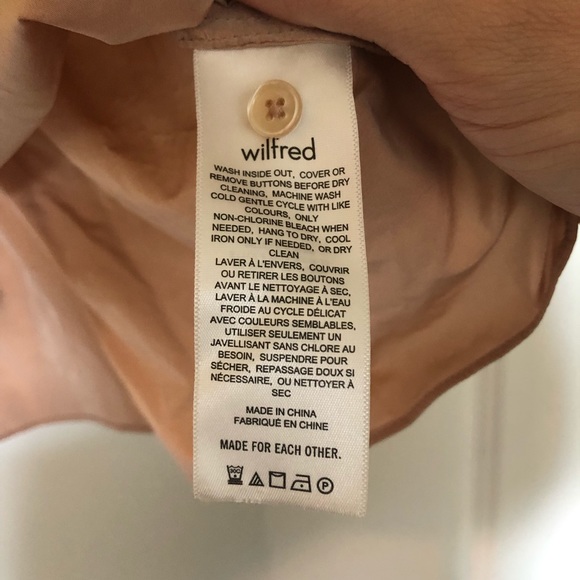 wilfred
WASH INSIDE OUT, COVER OR
REMOVE BUTTONS BEFORE DRY
CLEANING, MACHINE WASH
COLD GENTLE CYCLE WITH LIKE
COLOURS, ONLY
NON-CHLORINE BLEACH WHEN
NEEDED, HANG TO DRY, COOL
IRON ONLY IF NEEDED, OR DRY
CLEAN
LAVER À L'ENVERS, COUVRIR
OU RETIRER LES BOUTONS
AVANT LE NETTOYAGE À SEC,
LAVER À LA MACHINE À L'EAU
FROIDE AU CYCLE DÉLICAT
AVEC COULEURS SEMBLABLES,
UTILISER SEULEMENT UN
JAVELLISANT SANS CHLORE AU
BESOIN, SUSPENDRE POUR
SÉCHER, REPASSAGE DOUX SI
NÉCESSAIRE, OU NETTOYER À
SEC
MADE IN CHINA
FABRIQUÉ EN CHINE
MADE FOR EACH OTHER.
P